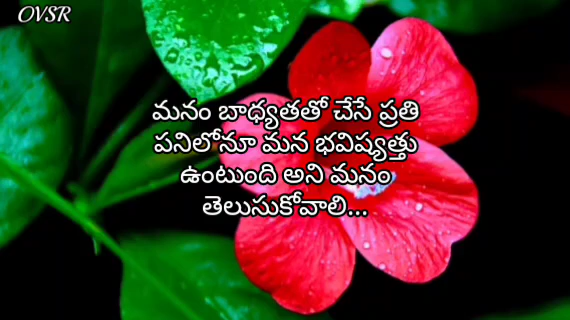 OVSR
మనం బాధ్యతతో చేసే ప్రతి
పనిలోనూ మన భవిష్యత్తు
ఉంటుంది అని మనం
తెలుసుకోవాలి...